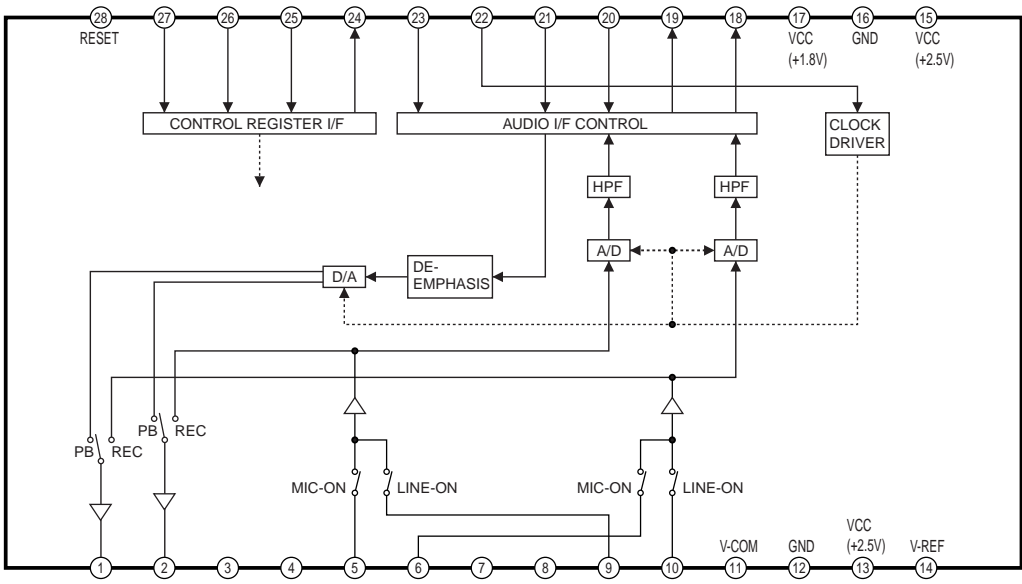 28 27 26 25 24 23 22 21 20 19 18 17 16 15
RESET VCC GND VCC
(+1.8V) (+2.5V)
CONTROL REGISTER I/F AUDIO I/F CONTROL CLOCK
DRIVER
HPF HPF
A/D A/D
D/A DE-
EMPHASIS
PB REC
PB REC
MIC-ON LINE-ON MIC-ON LINE-ON
VCC
V-COM GND (+2.5V) V-REF
1 2 3 4 5 6 7 8 9 10 11 12 13 14